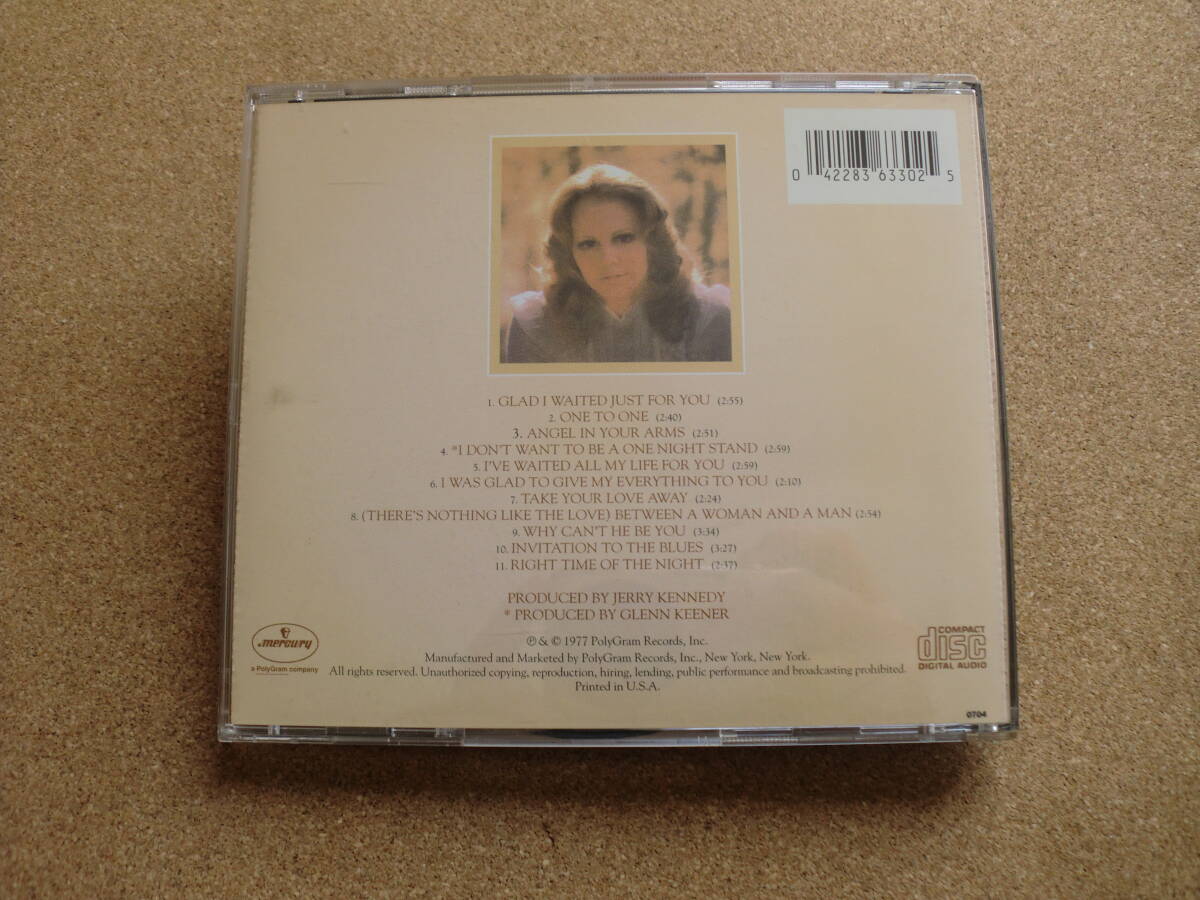 0 42283 63302 5
1. GLAD I WAITED JUST FOR YOU (2:55)
2. ONE TO ONE (2:40)
3. ANGEL IN YOUR ARMS (2:51)
4. *I DON'T WANT TO BE A ONE NIGHT STAND (2:59)
5. I'VE WAITED ALL MY LIFE FOR YOU (2:59)
6. I WAS GLAD TO GIVE MY EVERYTHING TO YOU (2:10)
7. TAKE YOUR LOVE AWAY (2:24)
8. (THERE'S NOTHING LIKE THE LOVE) BETWEEN A WOMAN AND A MAN (2:54)
9. WHY CAN'T HE BE YOU (3:34)
10. INVITATION TO THE BLUES (3:27)
11. RIGHT TIME OF THE NIGHT (2:37)
PRODUCED BY JERRY KENNEDY
* PRODUCED BY GLENN KEENER
℗ & © 1977 PolyGram Records, Inc.
Manufactured and Marketed by PolyGram Records, Inc., New York, New York.
All rights reserved. Unauthorized copying, reproduction, hiring, lending, public performance and broadcasting prohibited.
Printed in U.S.A.
mercury
a PolyGram company
COMPACT
disc
DIGITAL AUDIO
0704